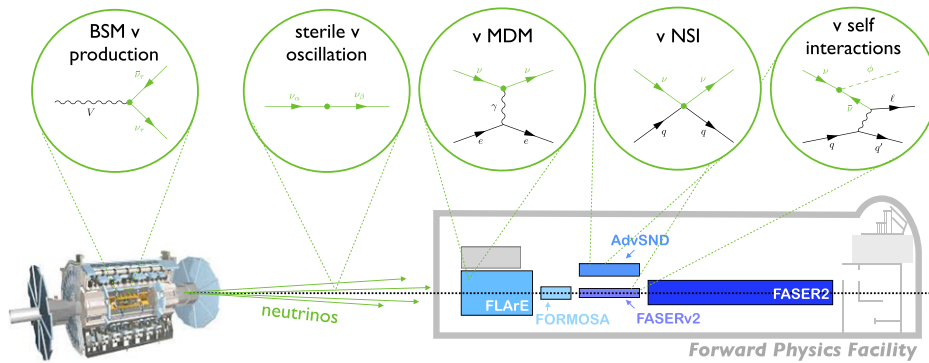 BSM ν
production
sterile ν
oscillation
ν MDM
ν NSI
ν self
interactions
V
ν̄τ
ντ
να
νβ
ν
ν
γ
e
e
ν
ν
q
q
ν
ϕ
ν̄
ℓ
q
q′
neutrinos
FLArE
FORMOSA
AdvSND
FASERν2
FASER2
Forward Physics Facility